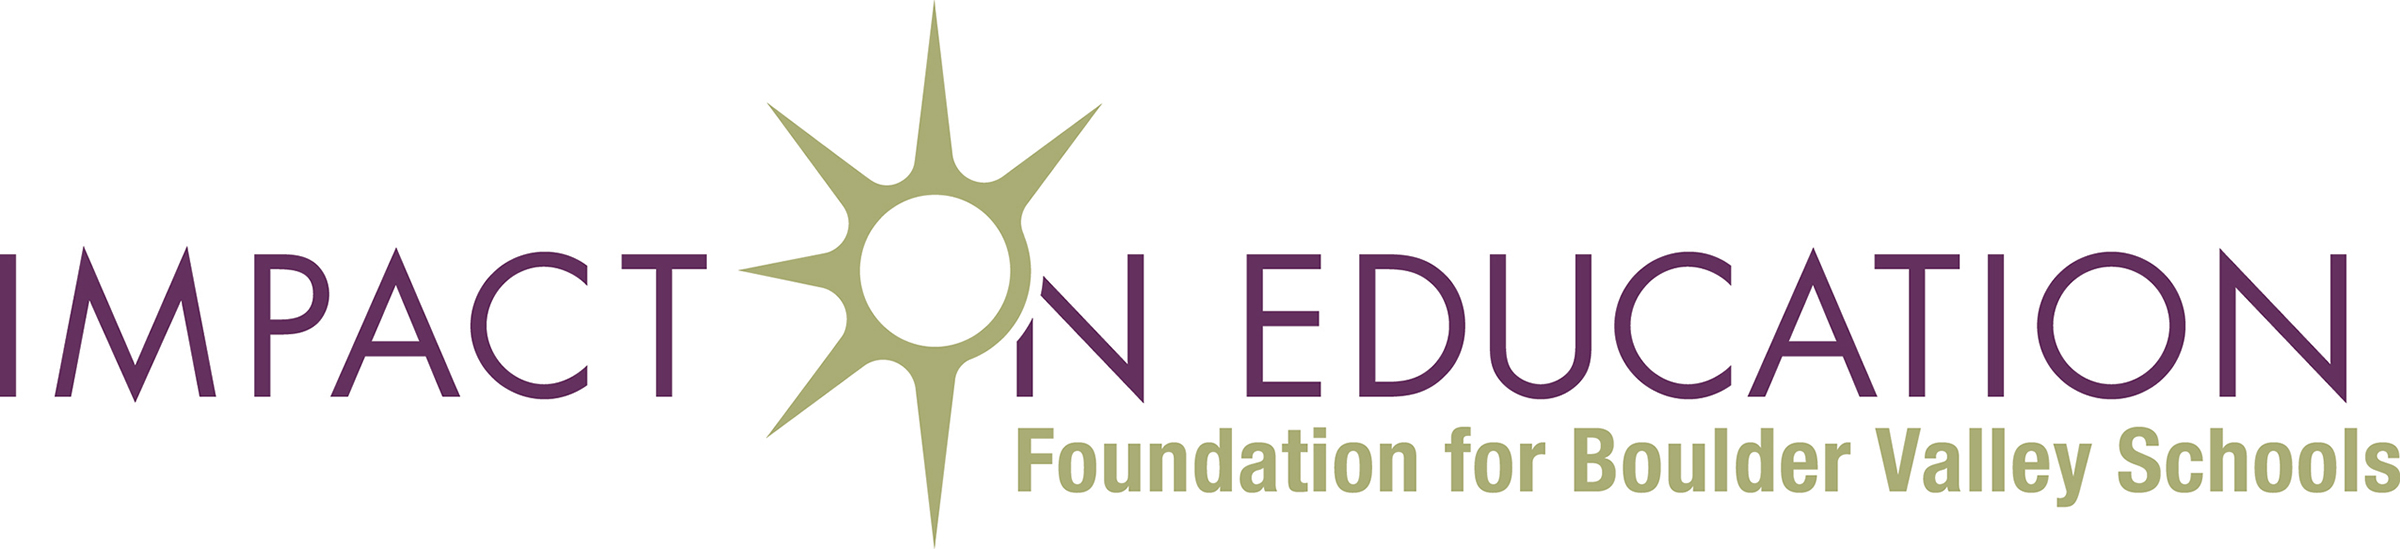 IMPACT ON EDUCATION
Foundation for Boulder Valley Schools